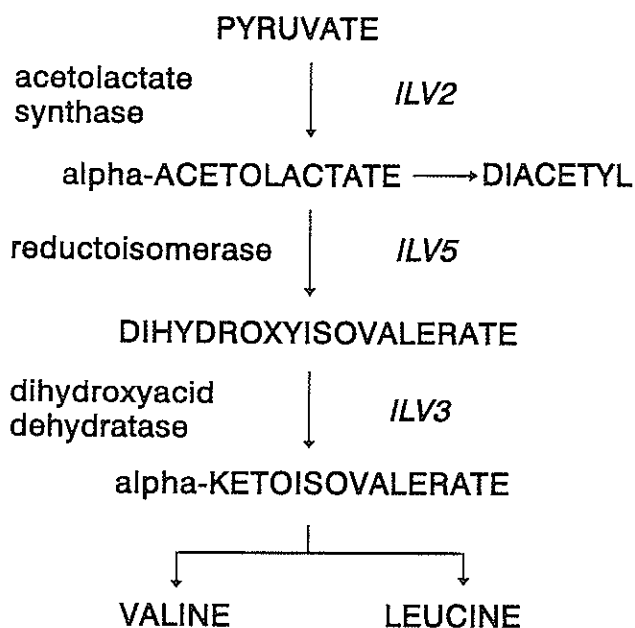 PYRUVATE
acetolactate
synthase
ILV2
alpha-ACETOLACTATE
DIACETYL
reductoisomerase
ILV5
DIHYDROXYISOVALERATE
dihydroxyacid
dehydratase
ILV3
alpha-KETOISOVALERATE
VALINE
LEUCINE